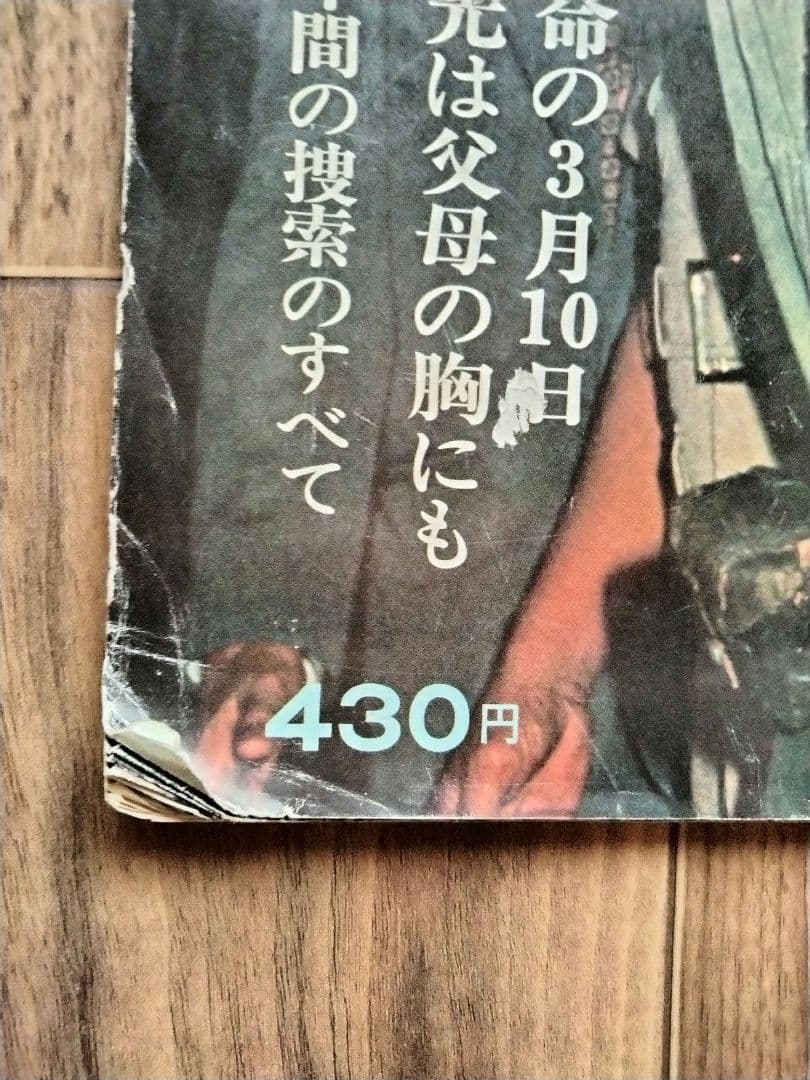 命の3月10日
光は父母の胸にも
間の捜索のすべて
430円